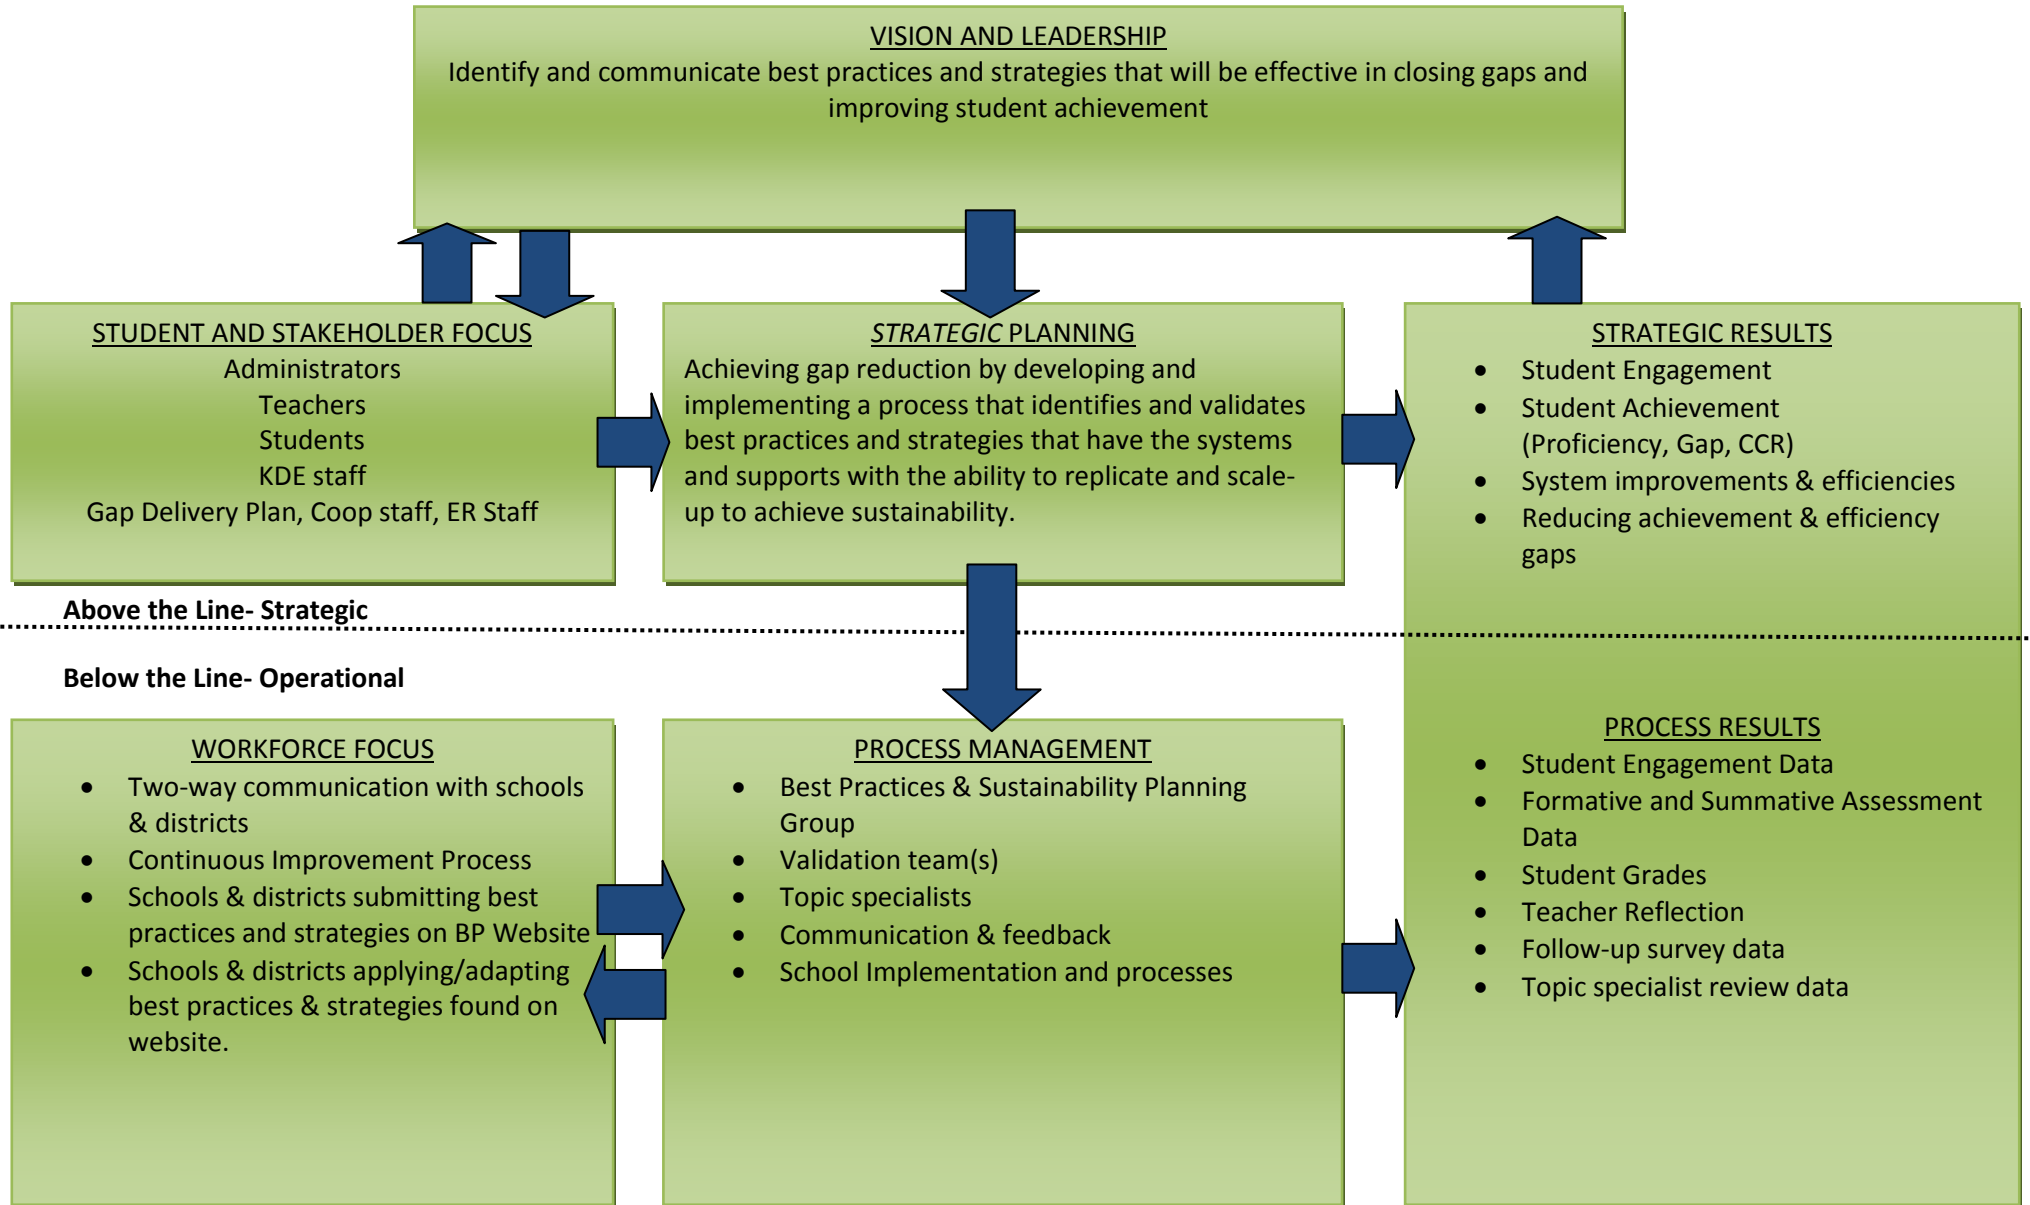 VISION AND LEADERSHIP
Identify and communicate best practices and strategies that will be effective in closing gaps and
improving student achievement
STUDENT AND STAKEHOLDER FOCUS
Administrators
Teachers
Students
KDE staff
Gap Delivery Plan, Coop staff, ER Staff
STRATEGIC PLANNING
Achieving gap reduction by developing and
implementing a process that identifies and validates
best practices and strategies that have the systems
and supports with the ability to replicate and scale-
up to achieve sustainability.
STRATEGIC RESULTS
• Student Engagement
• Student Achievement
(Proficiency, Gap, CCR)
• System improvements & efficiencies
• Reducing achievement & efficiency
gaps
Above the Line- Strategic
Below the Line- Operational
WORKFORCE FOCUS
• Two-way communication with schools
& districts
• Continuous Improvement Process
• Schools & districts submitting best
practices and strategies on BP Website
• Schools & districts applying/adapting
best practices & strategies found on
website.
PROCESS MANAGEMENT
• Best Practices & Sustainability Planning
Group
• Validation team(s)
• Topic specialists
• Communication & feedback
• School Implementation and processes
PROCESS RESULTS
• Student Engagement Data
• Formative and Summative Assessment
Data
• Student Grades
• Teacher Reflection
• Follow-up survey data
• Topic specialist review data